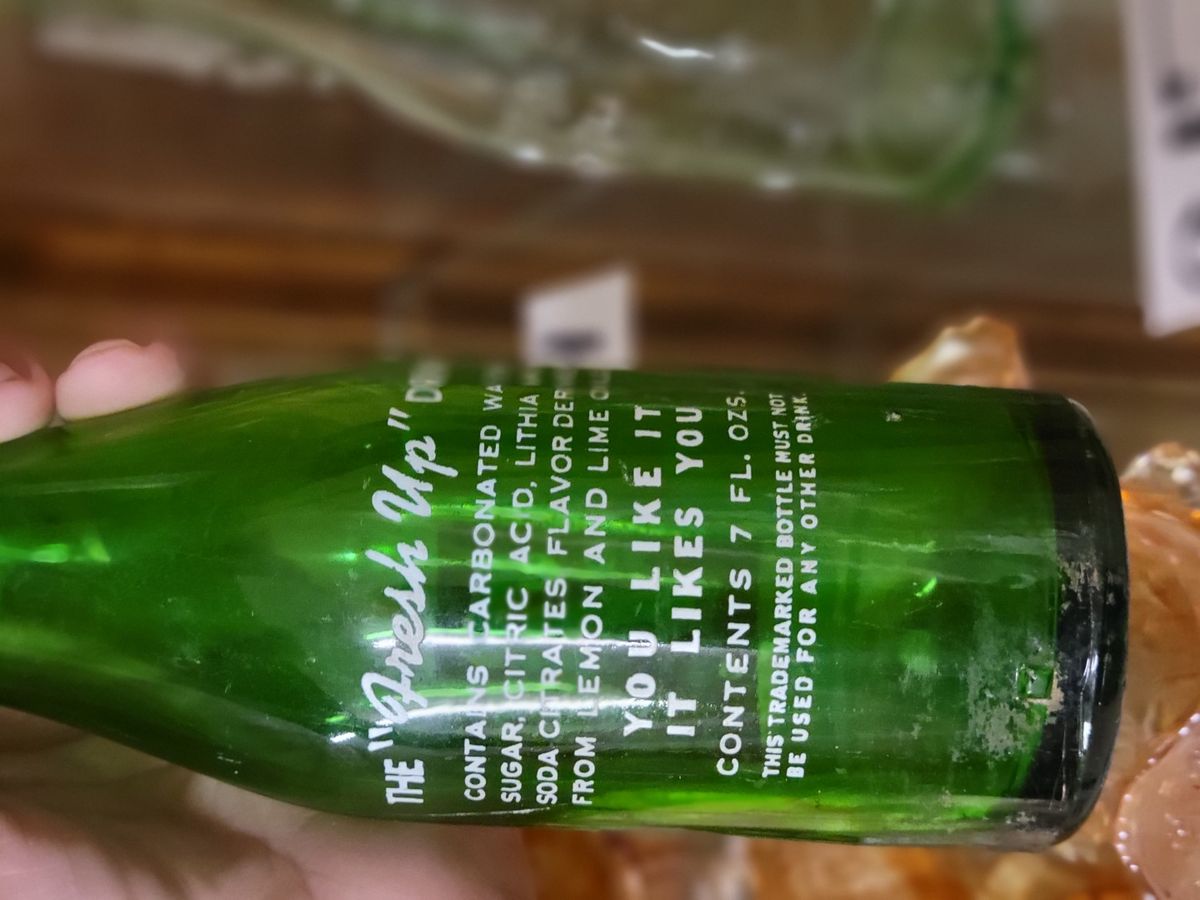 THE "Fresh Up"
CONTAINS CARBONATED
SUGAR, CITRIC ACID, LITHIA
SODA CITRATES FLAVOR
FROM LEMON AND LIME
YOU LIKE IT
IT LIKES YOU
CONTENTS 7 FL. OZS.
THIS TRADEMARKED BOTTLE MUST NOT
BE USED FOR ANY OTHER DRINK.